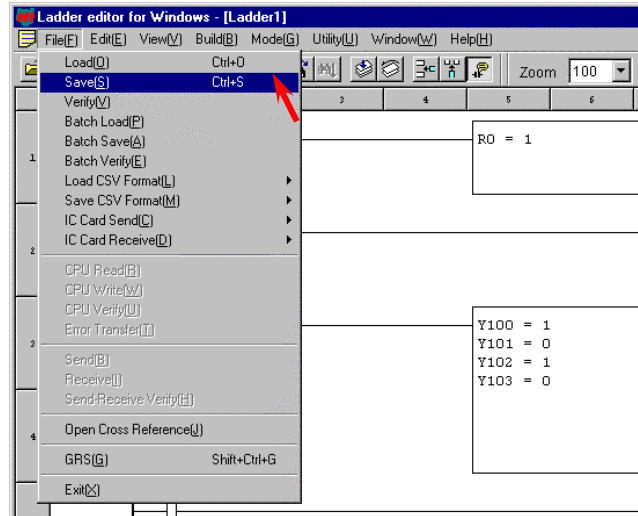 Ladder editor for Windows - [Ladder1]
File(F) Edit(E) View(V) Build(B) Mode(G) Utility(U) Window(W) Help(H)
Zoom 100
3 4 5 6
Load(O) Ctrl+O
Save(S) Ctrl+S
Verify(V)
Batch Load(P)
Batch Save(A)
Batch Verify(E)
Load CSV Format(L)
Save CSV Format(M)
IC Card Send(C)
IC Card Receive(D)
CPU Read(R)
CPU Write(W)
CPU Verify(U)
Error Transfer(T)
Send(B)
Receive(I)
Send-Receive Verify(H)
Open Cross Reference(J)
GRS(G) Shift+Ctrl+G
Exit(X)
1
2
3
4
R0 = 1
Y100 = 1
Y101 = 0
Y102 = 1
Y103 = 0